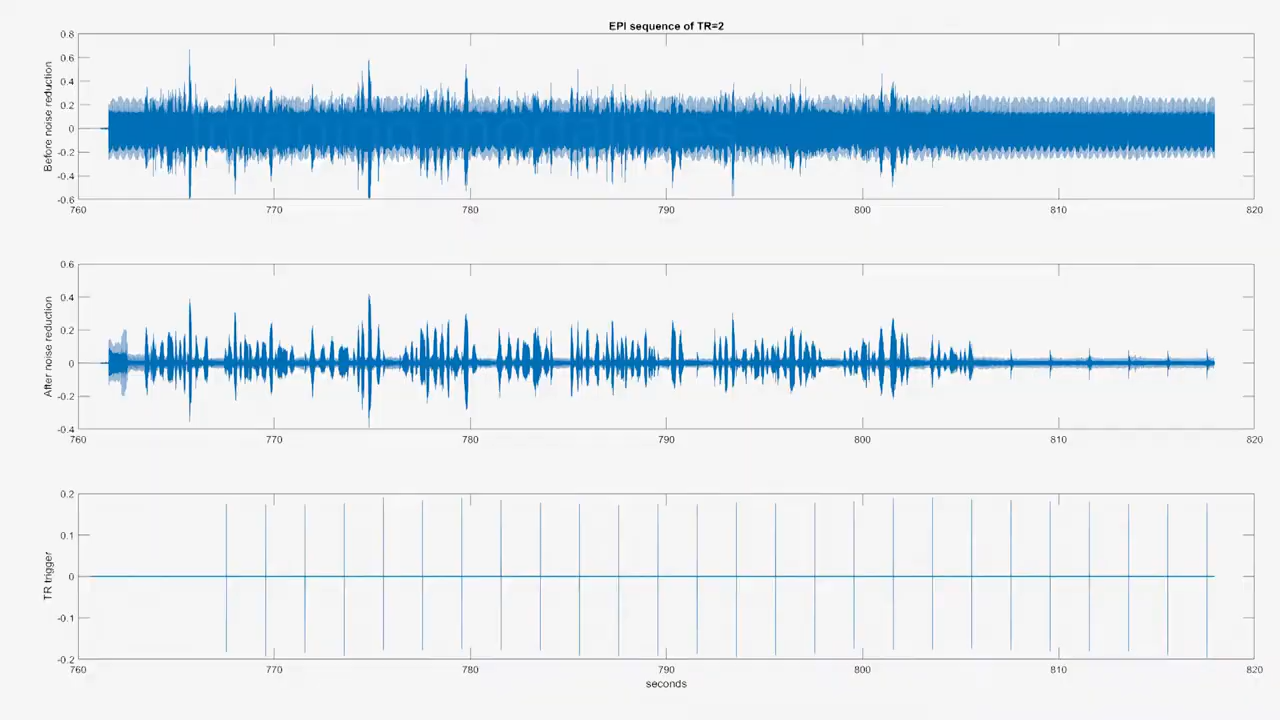 EPI sequence of TR=2
Before noise reduction
0.8
0.6
0.4
0.2
0
-0.2
-0.4
-0.6
760 770 780 790 800 810 820
Imaging modalities
After noise reduction
0.6
0.4
0.2
0
-0.2
-0.4
760 770 780 790 800 810 820
TR trigger
0.2
0.1
0
-0.1
-0.2
760 770 780 790 800 810 820
seconds